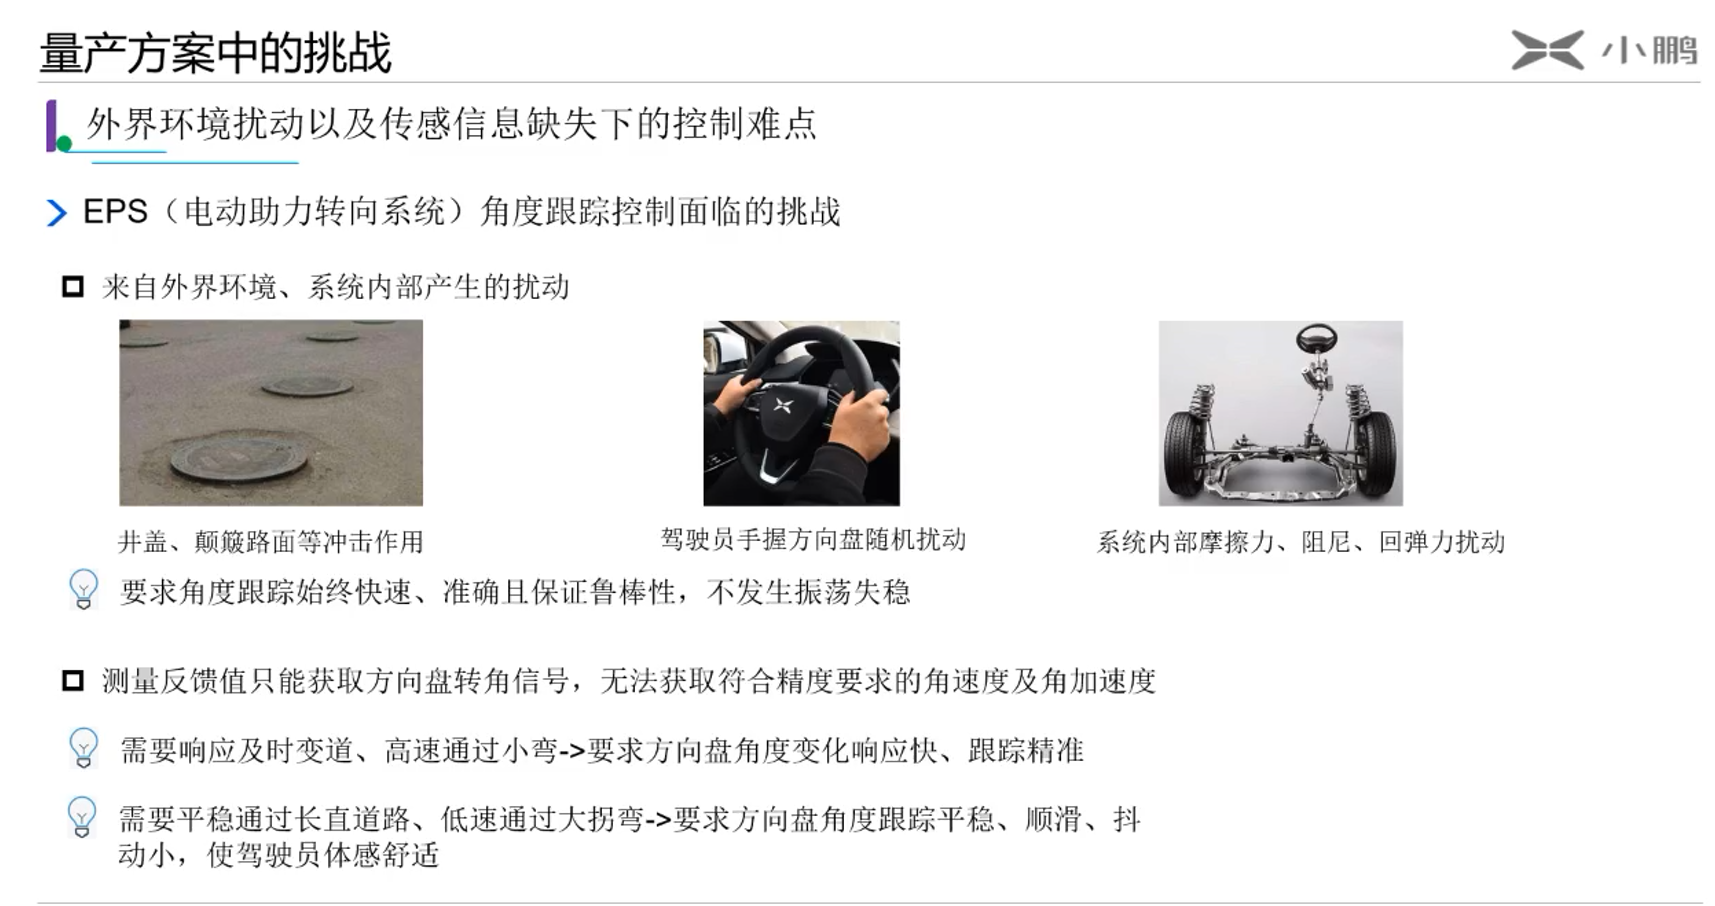 量产方案中的挑战
小鹏
外界环境扰动以及传感信息缺失下的控制难点
EPS（电动助力转向系统）角度跟踪控制面临的挑战
来自外界环境、系统内部产生的扰动
井盖、颠簸路面等冲击作用
驾驶员手握方向盘随机扰动
系统内部摩擦力、阻尼、回弹力扰动
要求角度跟踪始终快速、准确且保证鲁棒性，不发生振荡失稳
测量反馈值只能获取方向盘转角信号，无法获取符合精度要求的角速度及角加速度
需要响应及时变道、高速通过小弯->要求方向盘角度变化响应快、跟踪精准
需要平稳通过长直道路、低速通过大拐弯->要求方向盘角度跟踪平稳、顺滑、抖
动小，使驾驶员体感舒适